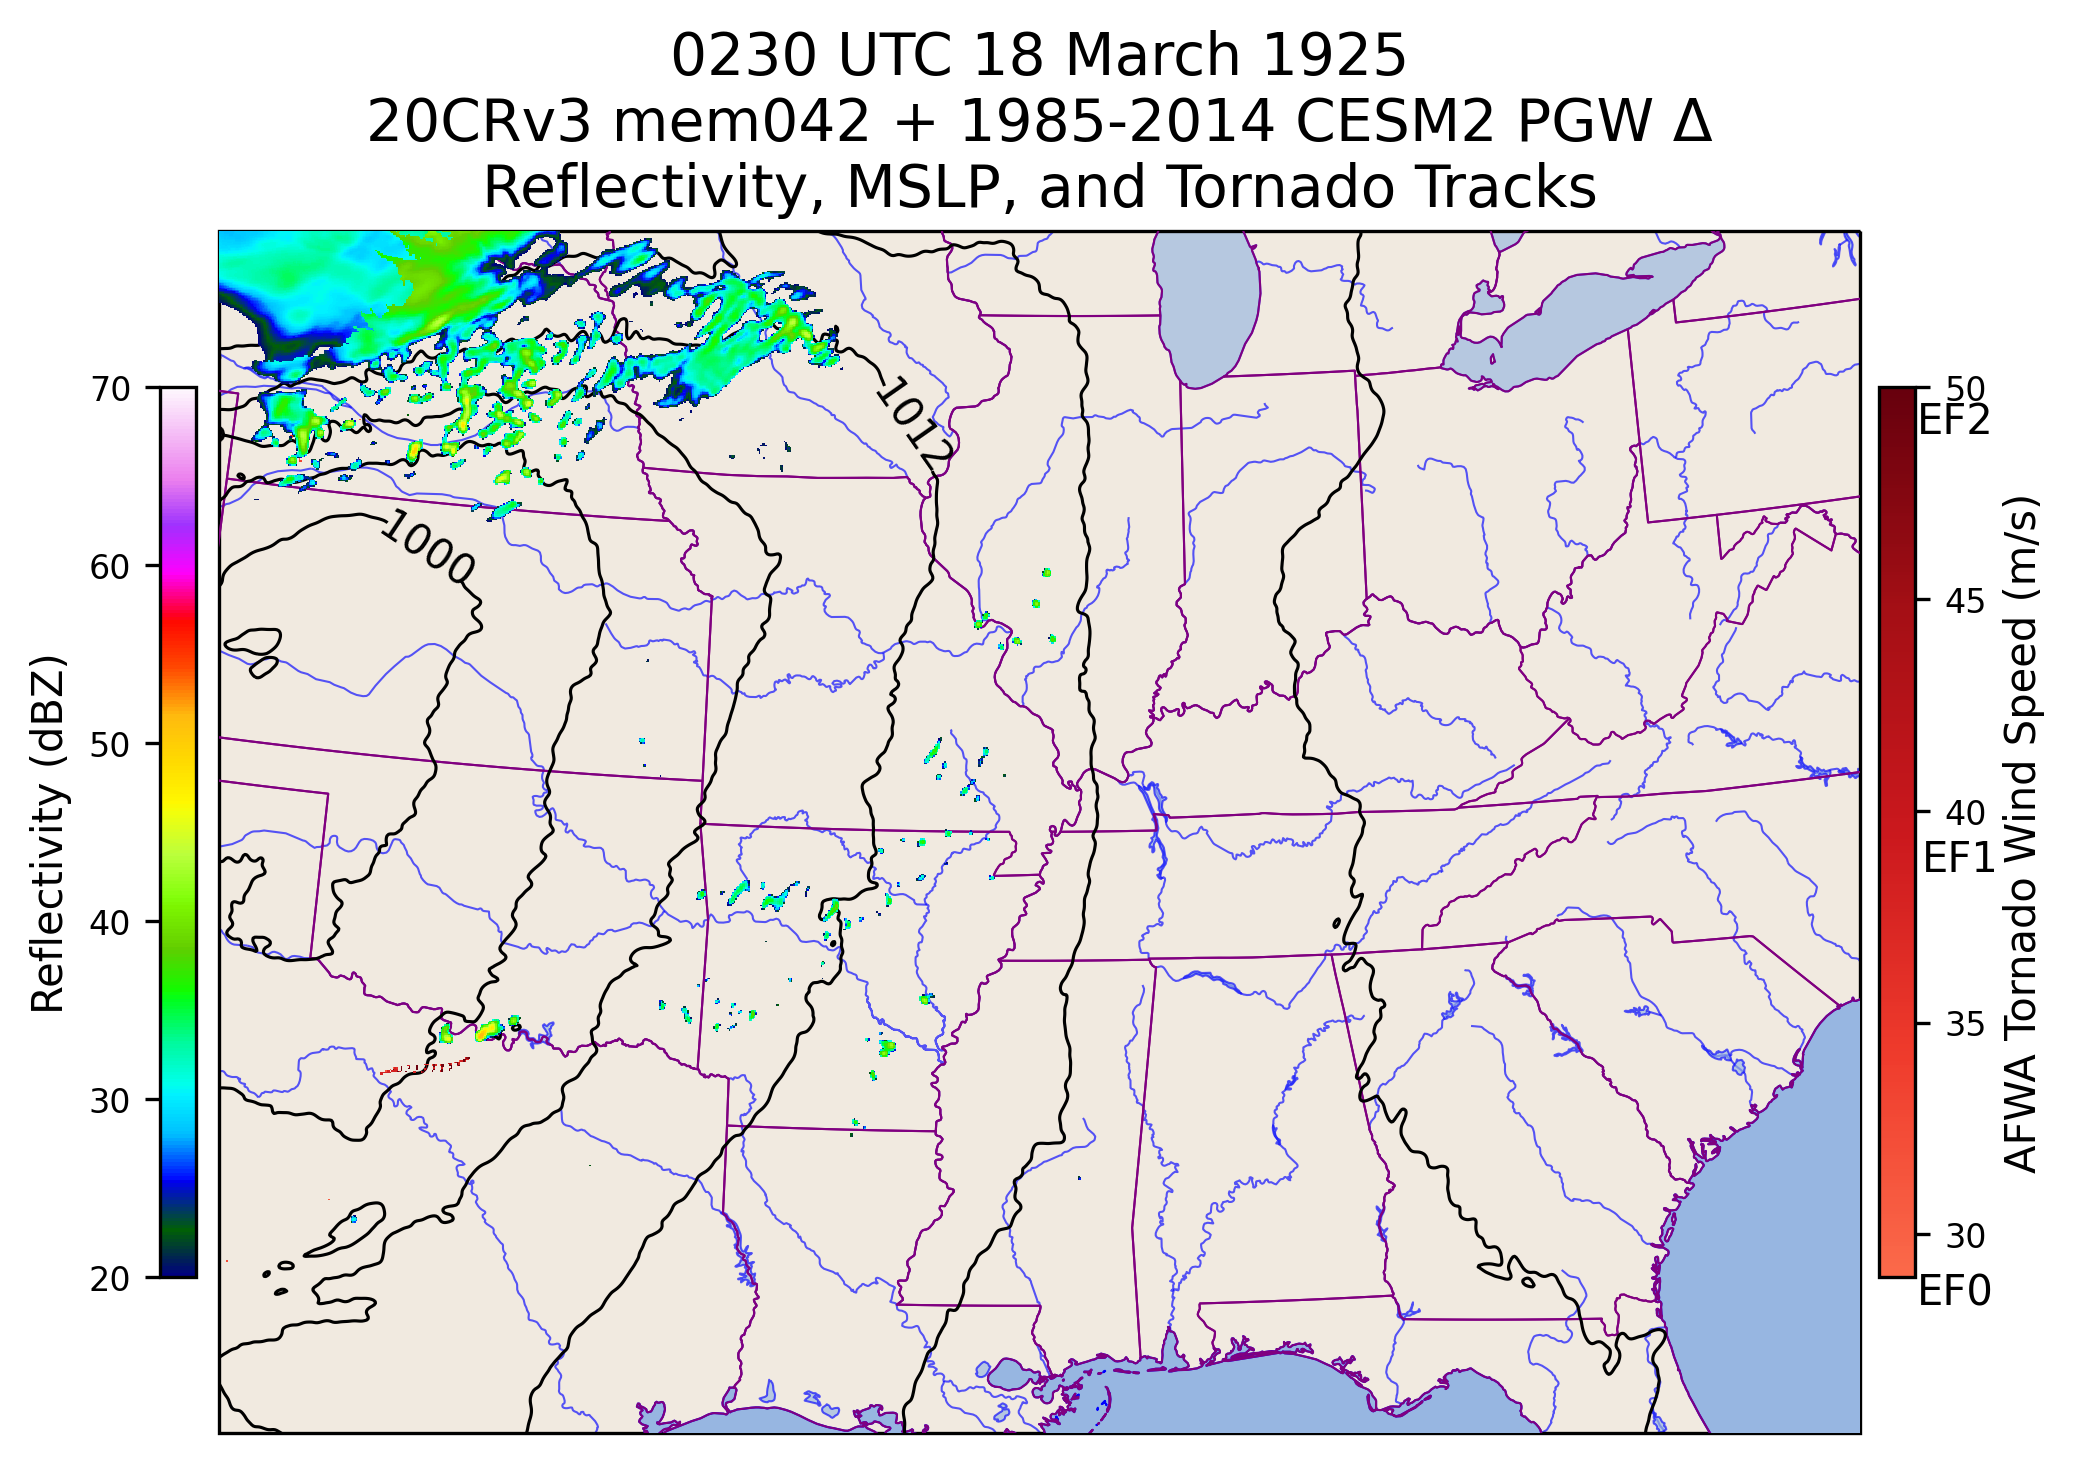 0230 UTC 18 March 1925
20CRv3 mem042 + 1985-2014 CESM2 PGW Δ
Reflectivity, MSLP, and Tornado Tracks
70
60
50
40
30
20
Reflectivity (dBZ)
1012
1000
50
EF2
45
40
EF1
35
30
EF0
AFWA Tornado Wind Speed (m/s)